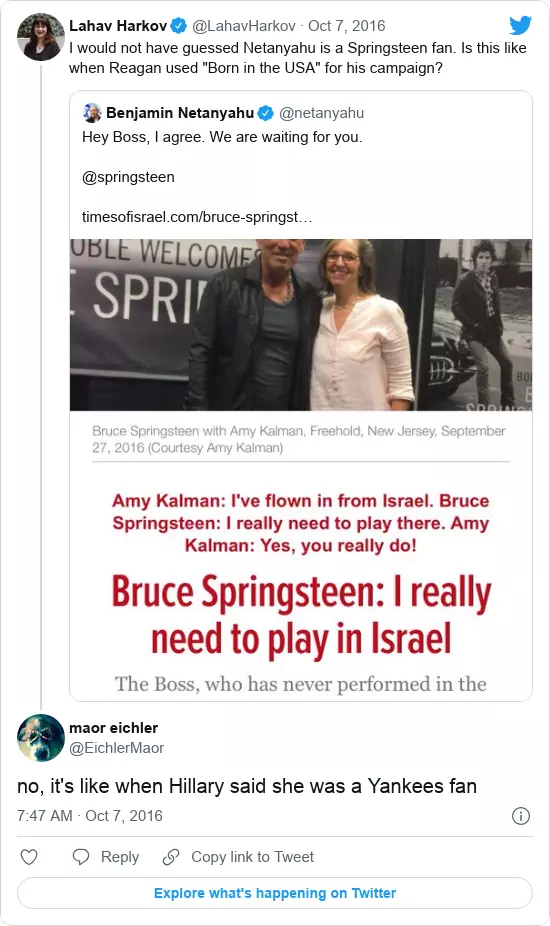 Lahav Harkov @LahavHarkov · Oct 7, 2016
I would not have guessed Netanyahu is a Springsteen fan. Is this like
when Reagan used "Born in the USA" for his campaign?
Benjamin Netanyahu @netanyahu
Hey Boss, I agree. We are waiting for you.
@springsteen
timesofisrael.com/bruce-springst…
OBLE WELCOMES
E SPRI
BO
SPRING
Bruce Springsteen with Amy Kalman, Freehold, New Jersey, September
27, 2016 (Courtesy Amy Kalman)
Amy Kalman: I've flown in from Israel. Bruce
Springsteen: I really need to play there. Amy
Kalman: Yes, you really do!
Bruce Springsteen: I really
need to play in Israel
The Boss, who has never performed in the
maor eichler
@EichlerMaor
no, it's like when Hillary said she was a Yankees fan
7:47 AM · Oct 7, 2016
Reply Copy link to Tweet
Explore what's happening on Twitter